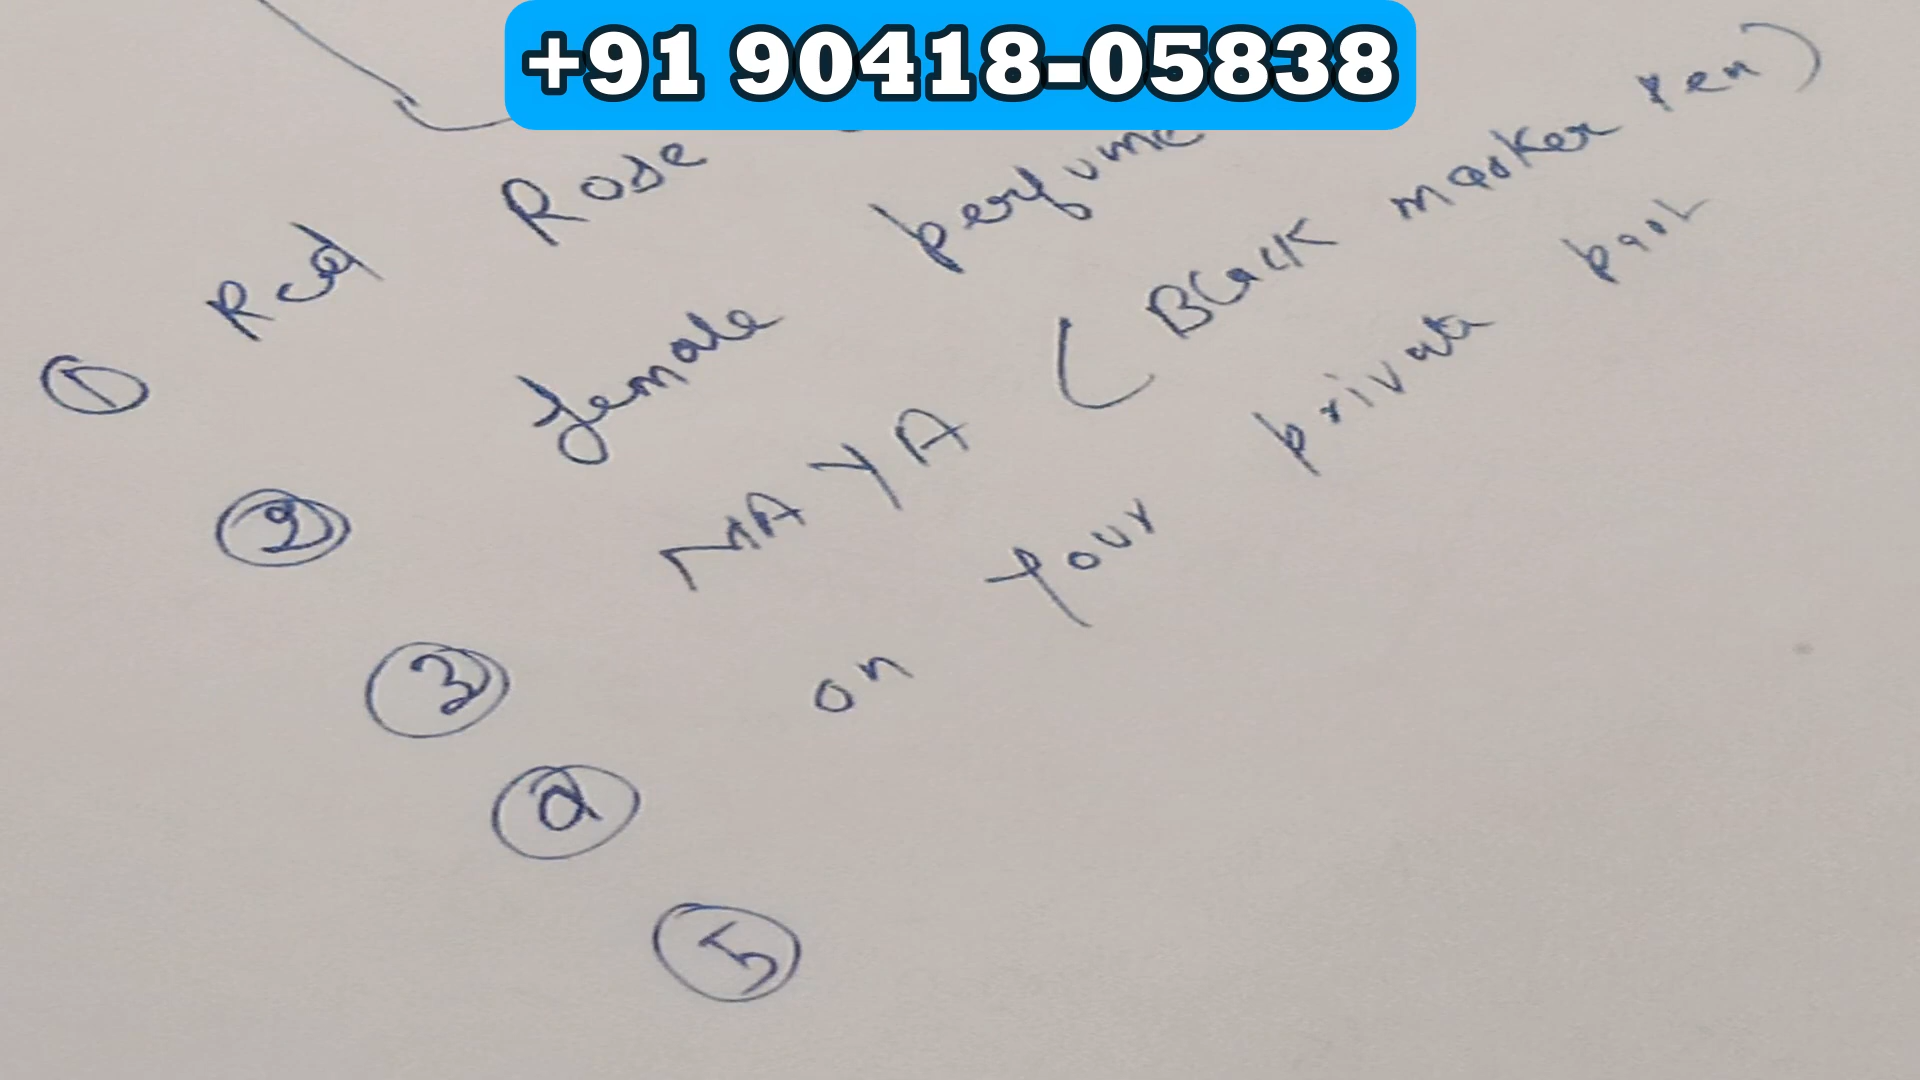 +91 90418-05838
① Red Rose
② female perfume
③ MAYA (Black marker pen)
④ on your private part
⑤